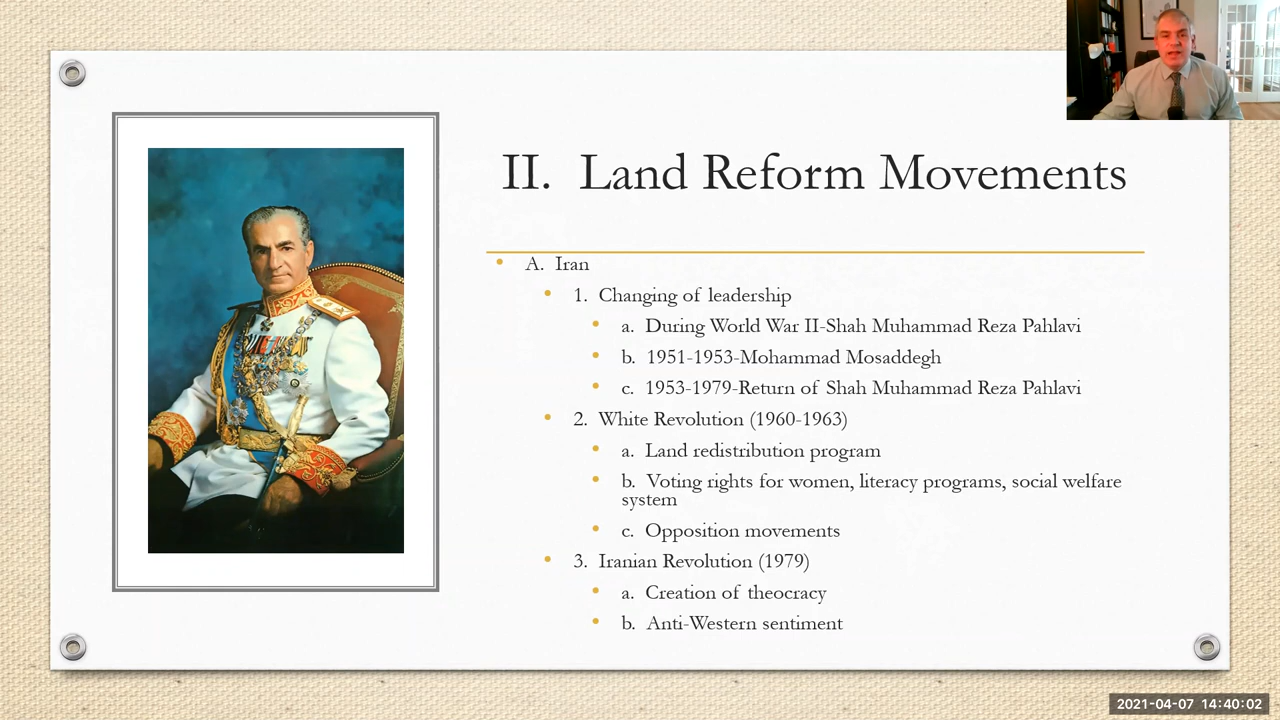 II. Land Reform Movements
A. Iran
1. Changing of leadership
a. During World War II-Shah Muhammad Reza Pahlavi
b. 1951-1953-Mohammad Mosaddegh
c. 1953-1979-Return of Shah Muhammad Reza Pahlavi
2. White Revolution (1960-1963)
a. Land redistribution program
b. Voting rights for women, literacy programs, social welfare
system
c. Opposition movements
3. Iranian Revolution (1979)
a. Creation of theocracy
b. Anti-Western sentiment
2021-04-07 14:40:02